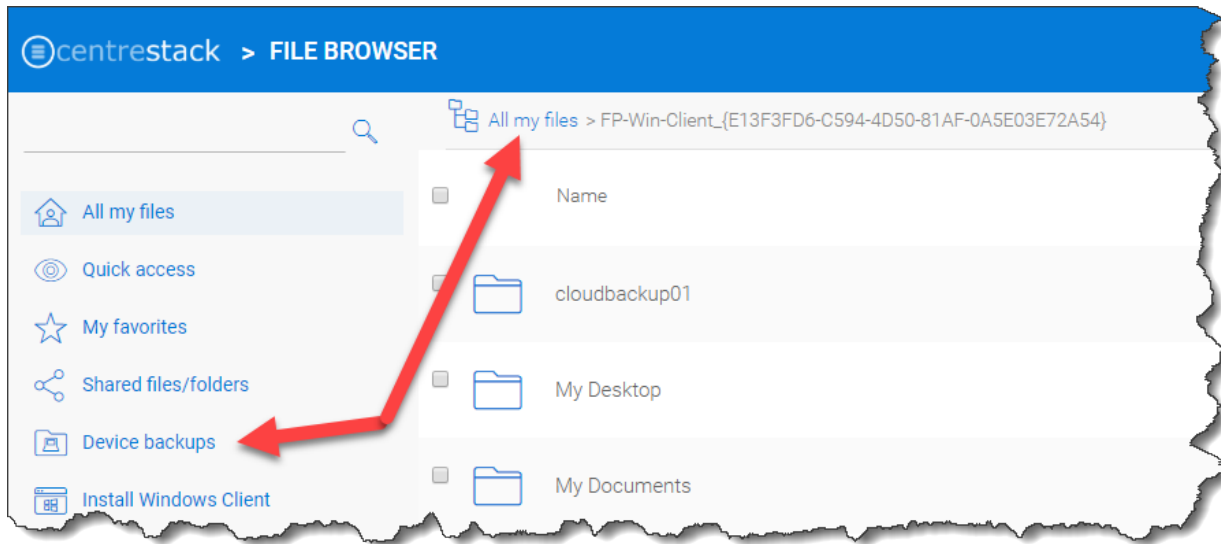 centrestack > FILE BROWSER
All my files > FP-Win-Client_{E13F3FD6-C594-4D50-81AF-0A5E03E72A54}
All my files
Quick access
My favorites
Shared files/folders
Device backups
Install Windows Client
Name
cloudbackup01
My Desktop
My Documents